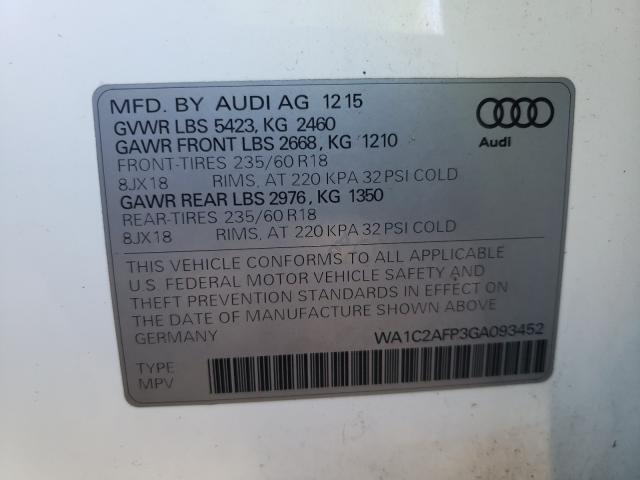 MFD. BY AUDI AG 1215
GVWR LBS 5423, KG 2460
GAWR FRONT LBS 2668, KG 1210
FRONT-TIRES 235/60 R18
8JX18 RIMS, AT 220 KPA 32 PSI COLD
GAWR REAR LBS 2976, KG 1350
REAR-TIRES 235/60 R18
8JX18 RIMS, AT 220 KPA 32 PSI COLD
Audi
THIS VEHICLE CONFORMS TO ALL APPLICABLE
U.S. FEDERAL MOTOR VEHICLE SAFETY AND
THEFT PREVENTION STANDARDS IN EFFECT ON
THE DATE OF MANUFACTURE SHOWN ABOVE
GERMANY WA1C2AFP3GA093452
TYPE
MPV